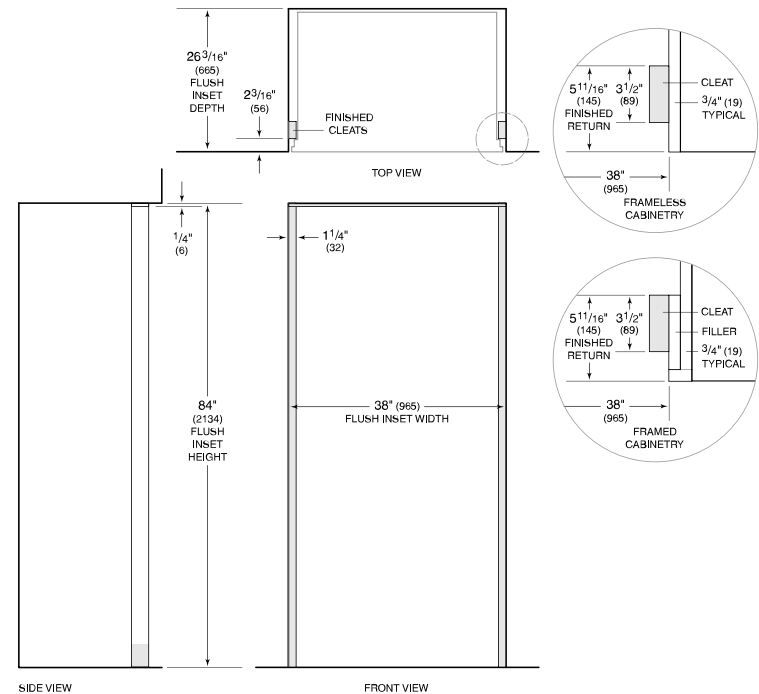 26 3/16"
(665)
FLUSH
INSET
DEPTH
2 3/16"
(56)
FINISHED
CLEATS
TOP VIEW
5 11/16"
(145)
FINISHED
RETURN
3 1/2"
(89)
CLEAT
3/4" (19)
TYPICAL
38"
(965)
FRAMELESS
CABINETRY
1/4"
(6)
1 1/4"
(32)
5 11/16"
(145)
FINISHED
RETURN
3 1/2"
(89)
CLEAT
FILLER
3/4" (19)
TYPICAL
38"
(965)
FRAMED
CABINETRY
84"
(2134)
FLUSH
INSET
HEIGHT
38" (965)
FLUSH INSET WIDTH
SIDE VIEW
FRONT VIEW